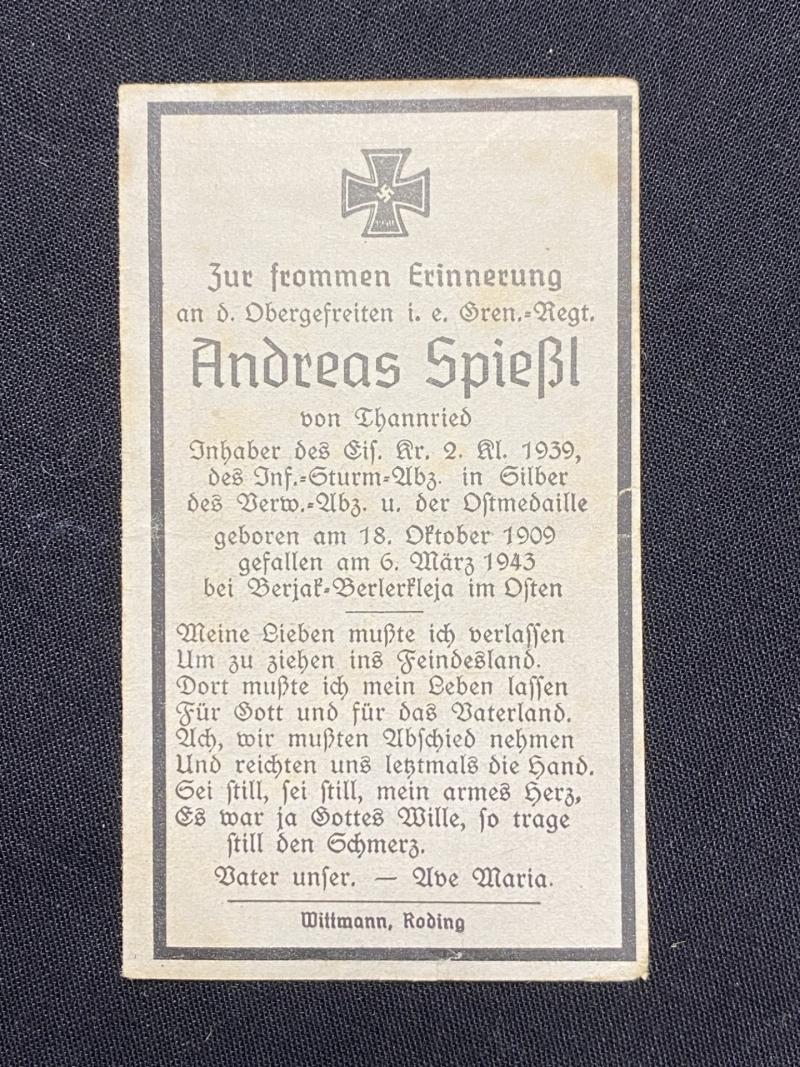 Zur frommen Erinnerung
an d. Obergefreiten i. e. Gren.=Regt.
Andreas Spießl
von Thannried
Inhaber des Eis. Kr. 2. Kl. 1939,
des Inf.=Sturm=Abz. in Silber
des Verw.=Abz. u. der Ostmedaille
geboren am 18. Oktober 1909
gefallen am 6. März 1943
bei Berjak=Berlerkleja im Osten
Meine Lieben mußte ich verlassen
Um zu ziehen ins Feindesland.
Dort mußte ich mein Leben lassen
Für Gott und für das Vaterland.
Ach, wir mußten Abschied nehmen
Und reichten uns letztmals die Hand.
Sei still, sei still, mein armes Herz,
Es war ja Gottes Wille, so trage
still den Schmerz.
Vater unser. — Ave Maria.
Wittmann, Roding